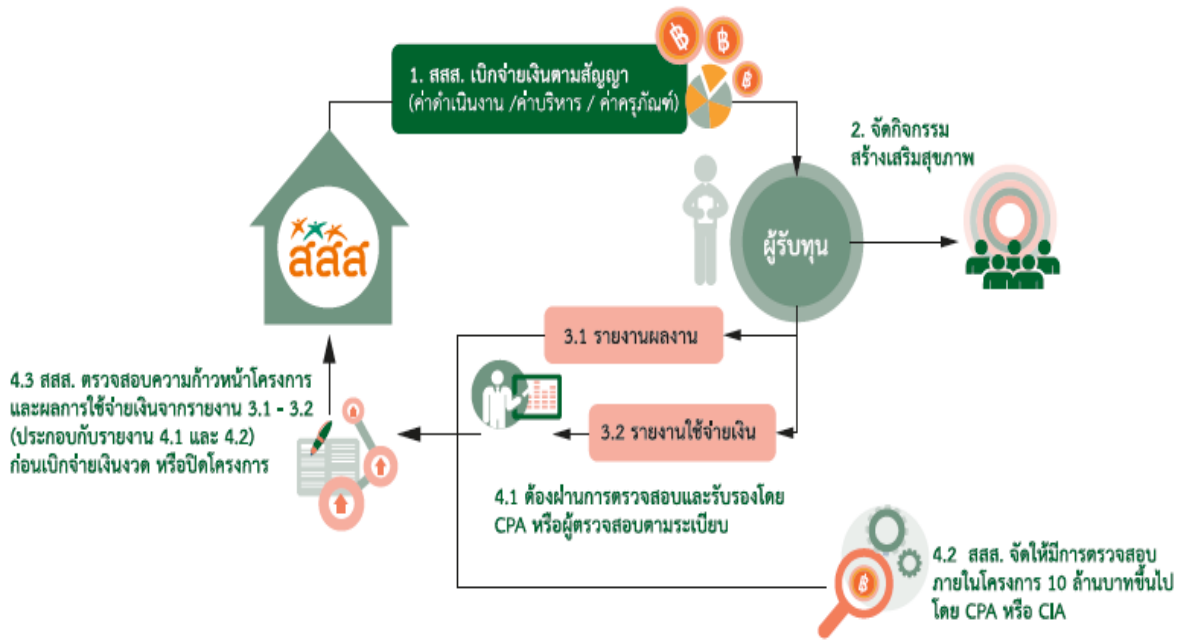 1. สสส. เบิกจ่ายเงินตามสัญญา
(ค่าดำเนินงาน /ค่าบริหาร / ค่าครุภัณฑ์)
2. จัดกิจกรรม
สร้างเสริมสุขภาพ
สสส
ผู้รับทุน
3.1 รายงานผลงาน
3.2 รายงานใช้จ่ายเงิน
4.3 สสส. ตรวจสอบความก้าวหน้าโครงการ
และผลการใช้จ่ายเงินจากรายงาน 3.1 - 3.2
(ประกอบกับรายงาน 4.1 และ 4.2)
ก่อนเบิกจ่ายเงินงวด หรือปิดโครงการ
4.1 ต้องผ่านการตรวจสอบและรับรองโดย
CPA หรือผู้ตรวจสอบตามระเบียบ
4.2 สสส. จัดให้มีการตรวจสอบ
ภายในโครงการ 10 ล้านบาทขึ้นไป
โดย CPA หรือ CIA